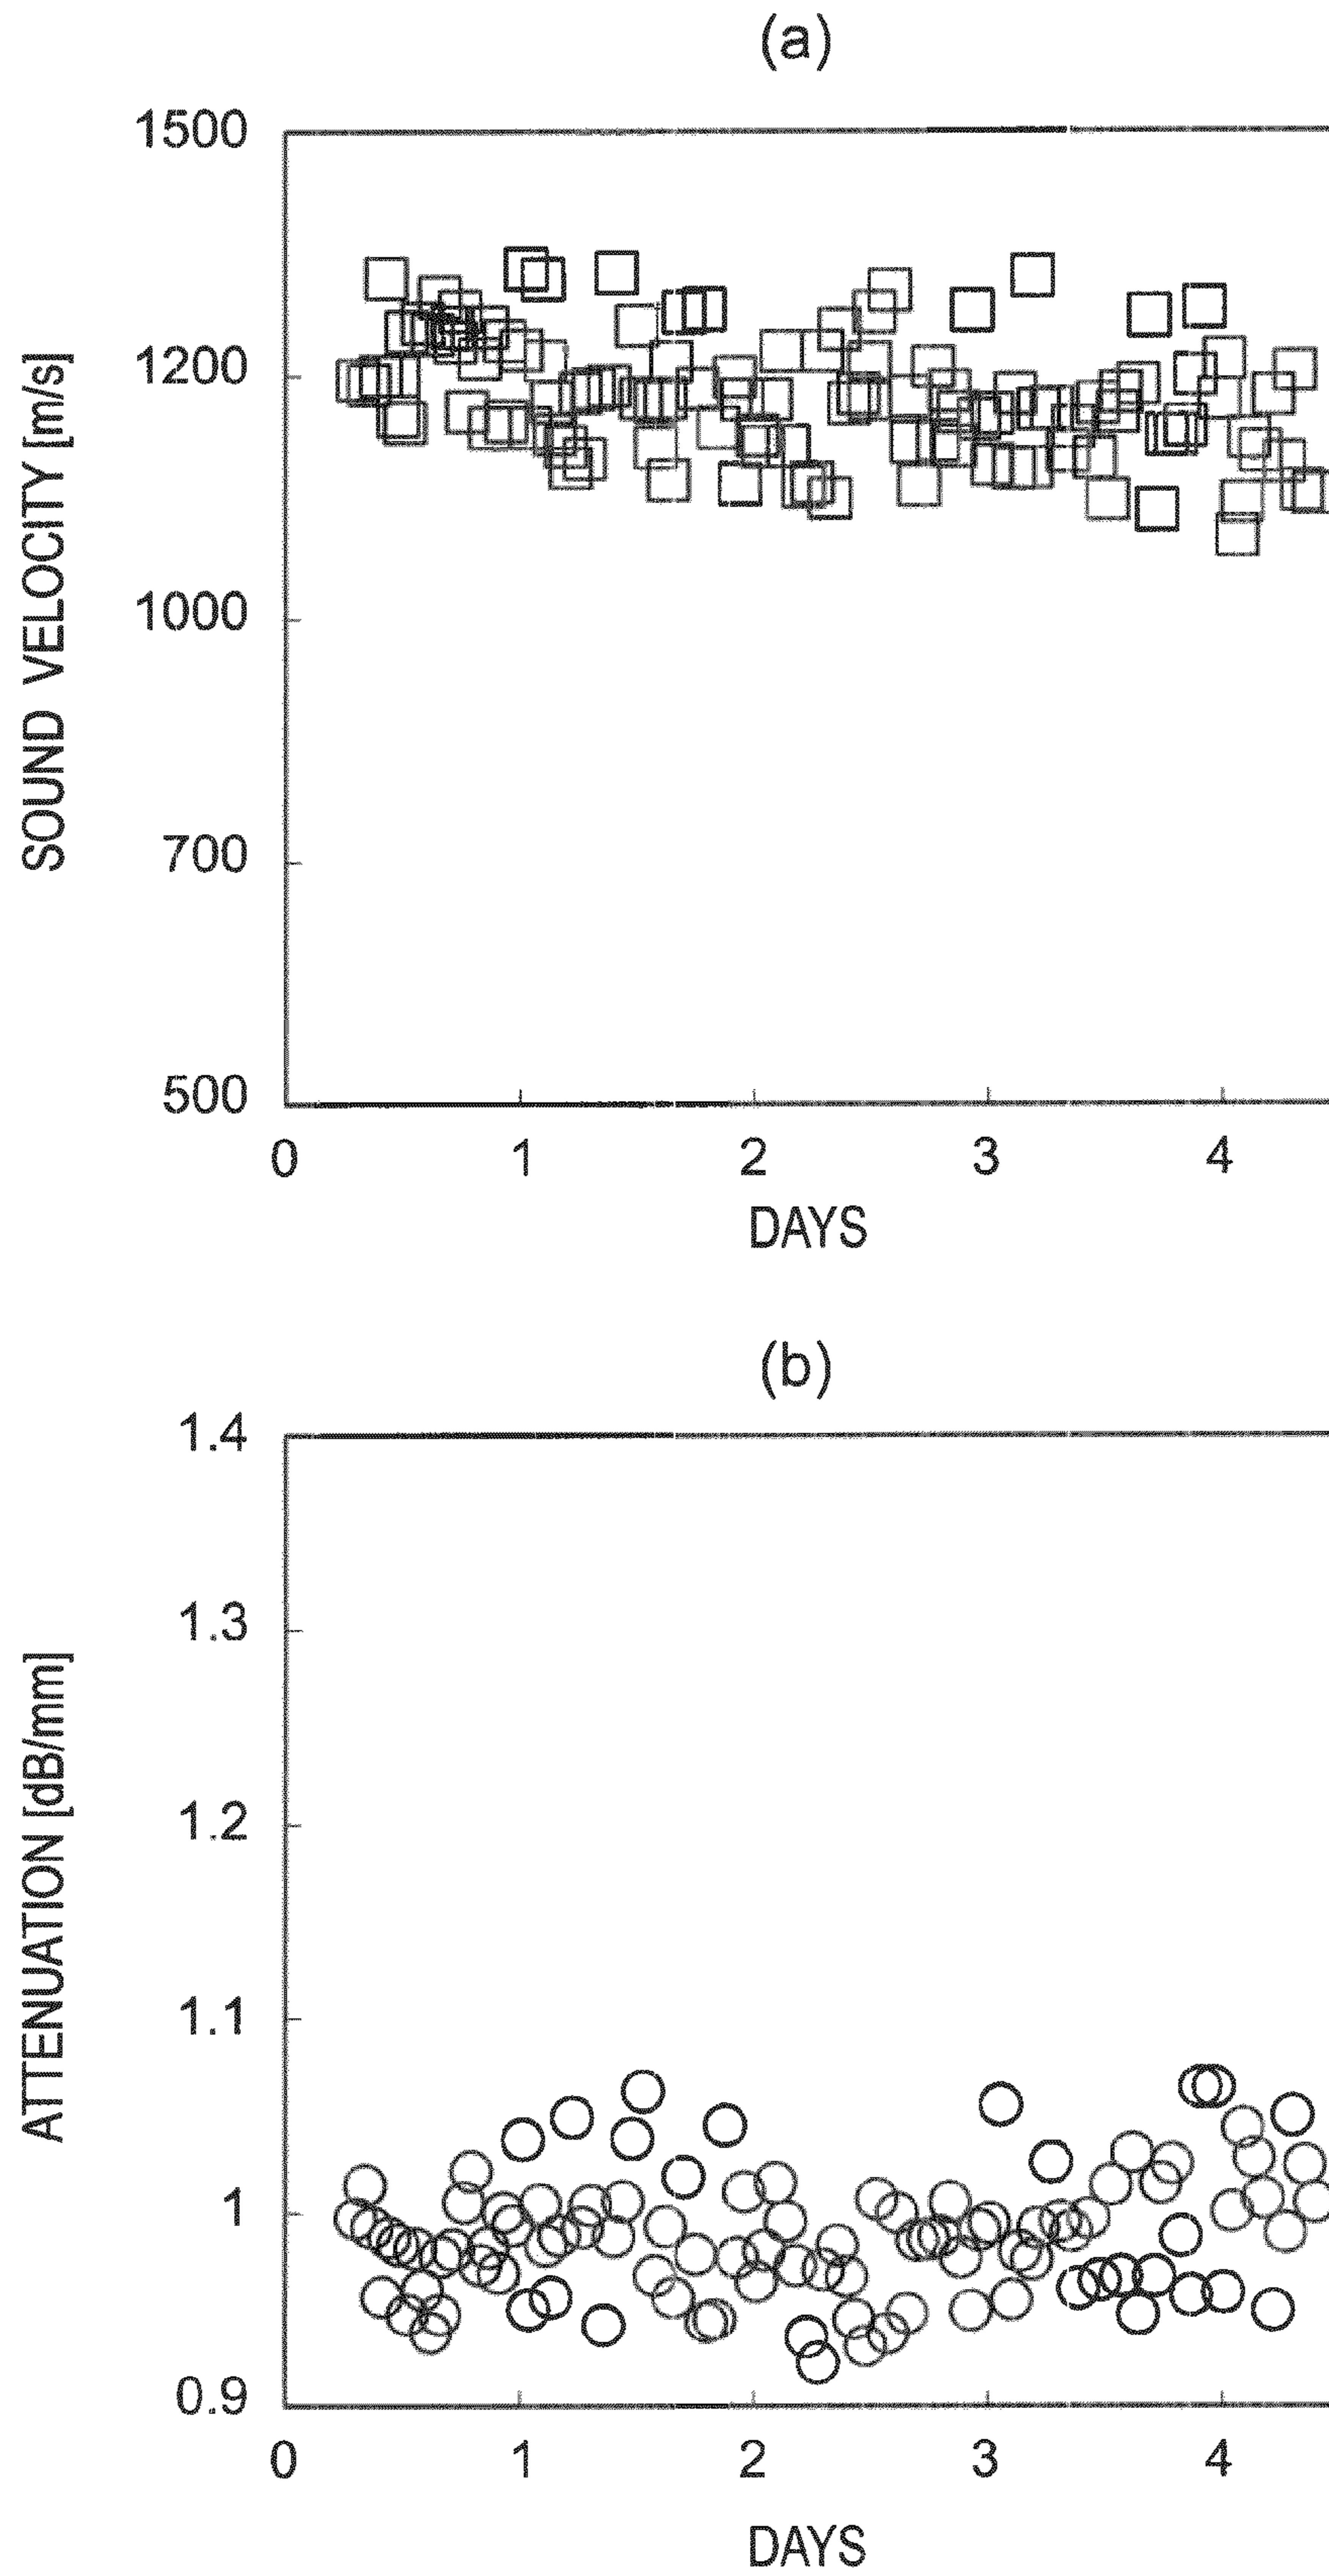 (a)
1500
1200
1000
700
500
SOUND VELOCITY [m/s]
0 1 2 3 4
DAYS
(b)
1.4
1.3
1.2
1.1
1
0.9
ATTENUATION [dB/mm]
0 1 2 3 4
DAYS